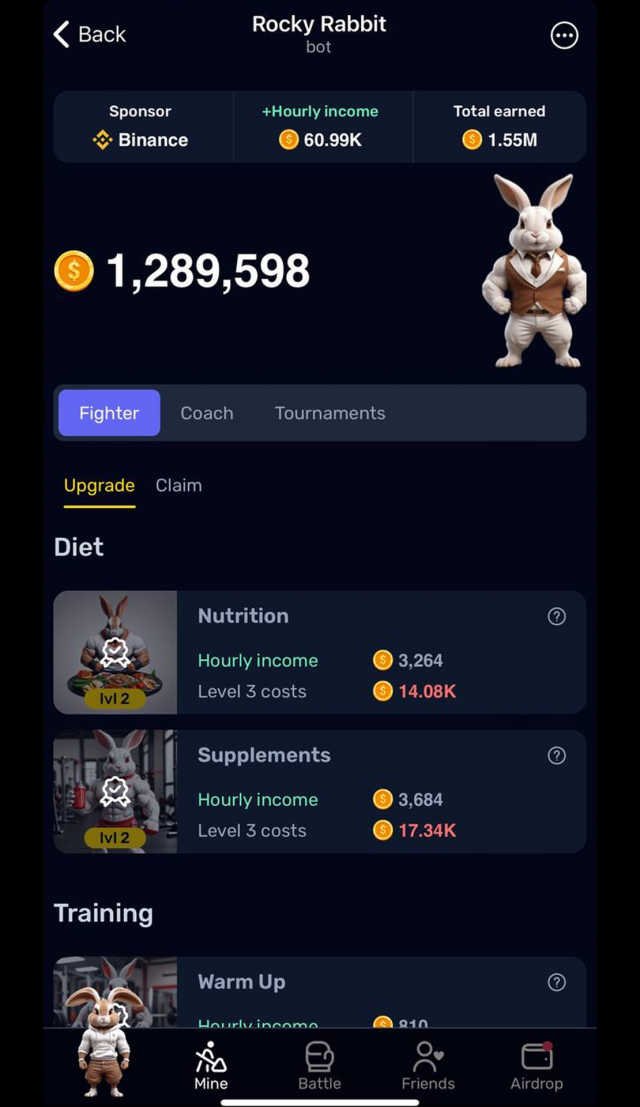 Back
Rocky Rabbit
bot
Sponsor
Binance
+Hourly income
60.99K
Total earned
1.55M
1,289,598
Fighter Coach Tournaments
Upgrade Claim
Diet
Nutrition
Hourly income 3,264
Level 3 costs 14.08K
lvl 2
Supplements
Hourly income 3,684
Level 3 costs 17.34K
lvl 2
Training
Warm Up
Hourly income 810
Mine Battle Friends Airdrop